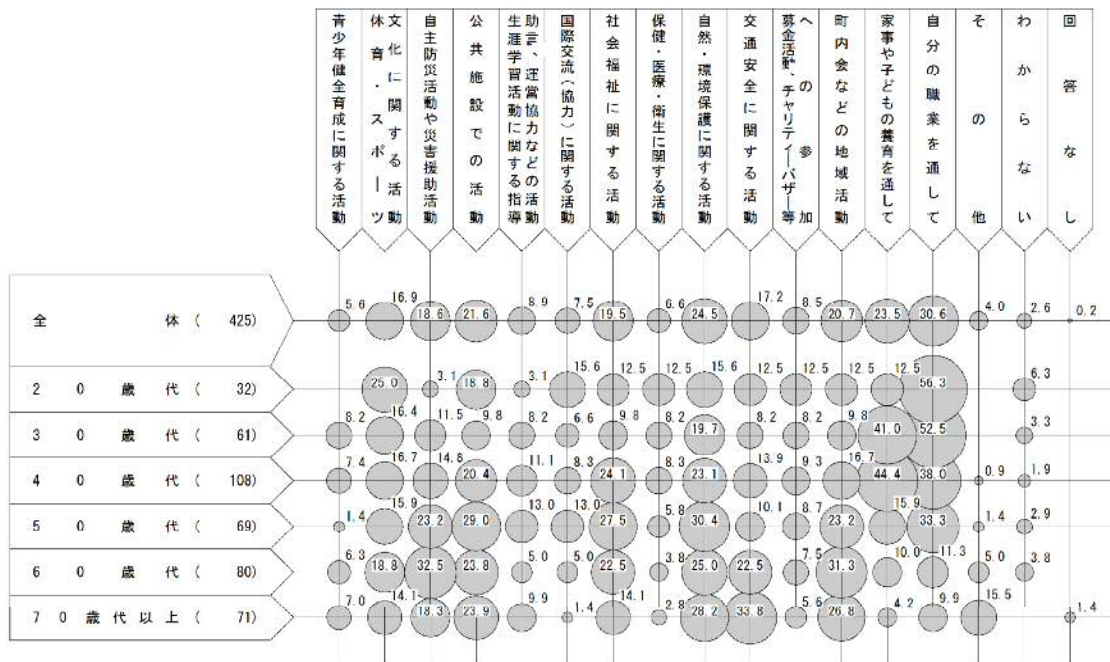 青少年健全育成に関する活動
体育・スポーツ
文化に関する活動
自主防災活動や災害援助活動
公共施設での活動
生涯学習活動に関する指導
助言、運営協力などの活動
国際交流(協力)に関する活動
社会福祉に関する活動
保健・医療・衛生に関する活動
自然・環境保護に関する活動
交通安全に関する活動
募金活動、チャリティーバザー等
への参加
町内会などの地域活動
家事や子どもの養育を通して
自分の職業を通して
その他
わからない
回答なし
全体(425) 5.6 16.9 18.6 21.6 8.9 7.5 19.5 6.6 24.5 17.2 8.5 20.7 23.5 30.6 4.0 2.6 0.2
20歳代(32) 25.0 3.1 18.8 3.1 15.6 12.5 12.5 15.6 12.5 12.5 12.5 12.5 56.3 6.3
30歳代(61) 8.2 16.4 11.5 9.8 8.2 6.6 9.8 8.2 19.7 8.2 8.2 9.8 41.0 52.5 3.3
40歳代(108) 7.4 16.7 14.8 20.4 11.1 8.3 24.1 8.3 23.1 13.9 9.3 16.7 44.4 38.0 0.9 1.9
50歳代(69) 1.4 15.9 23.2 29.0 13.0 13.0 27.5 5.8 30.4 10.1 8.7 23.2 15.9 33.3 1.4 2.9
60歳代(80) 6.3 18.8 32.5 23.8 5.0 5.0 22.5 3.8 25.0 22.5 7.5 31.3 10.0 11.3 5.0 3.8
70歳代以上(71) 7.0 14.1 18.3 23.9 9.9 1.4 14.1 2.8 28.2 33.8 5.6 26.8 4.2 9.9 15.5 1.4